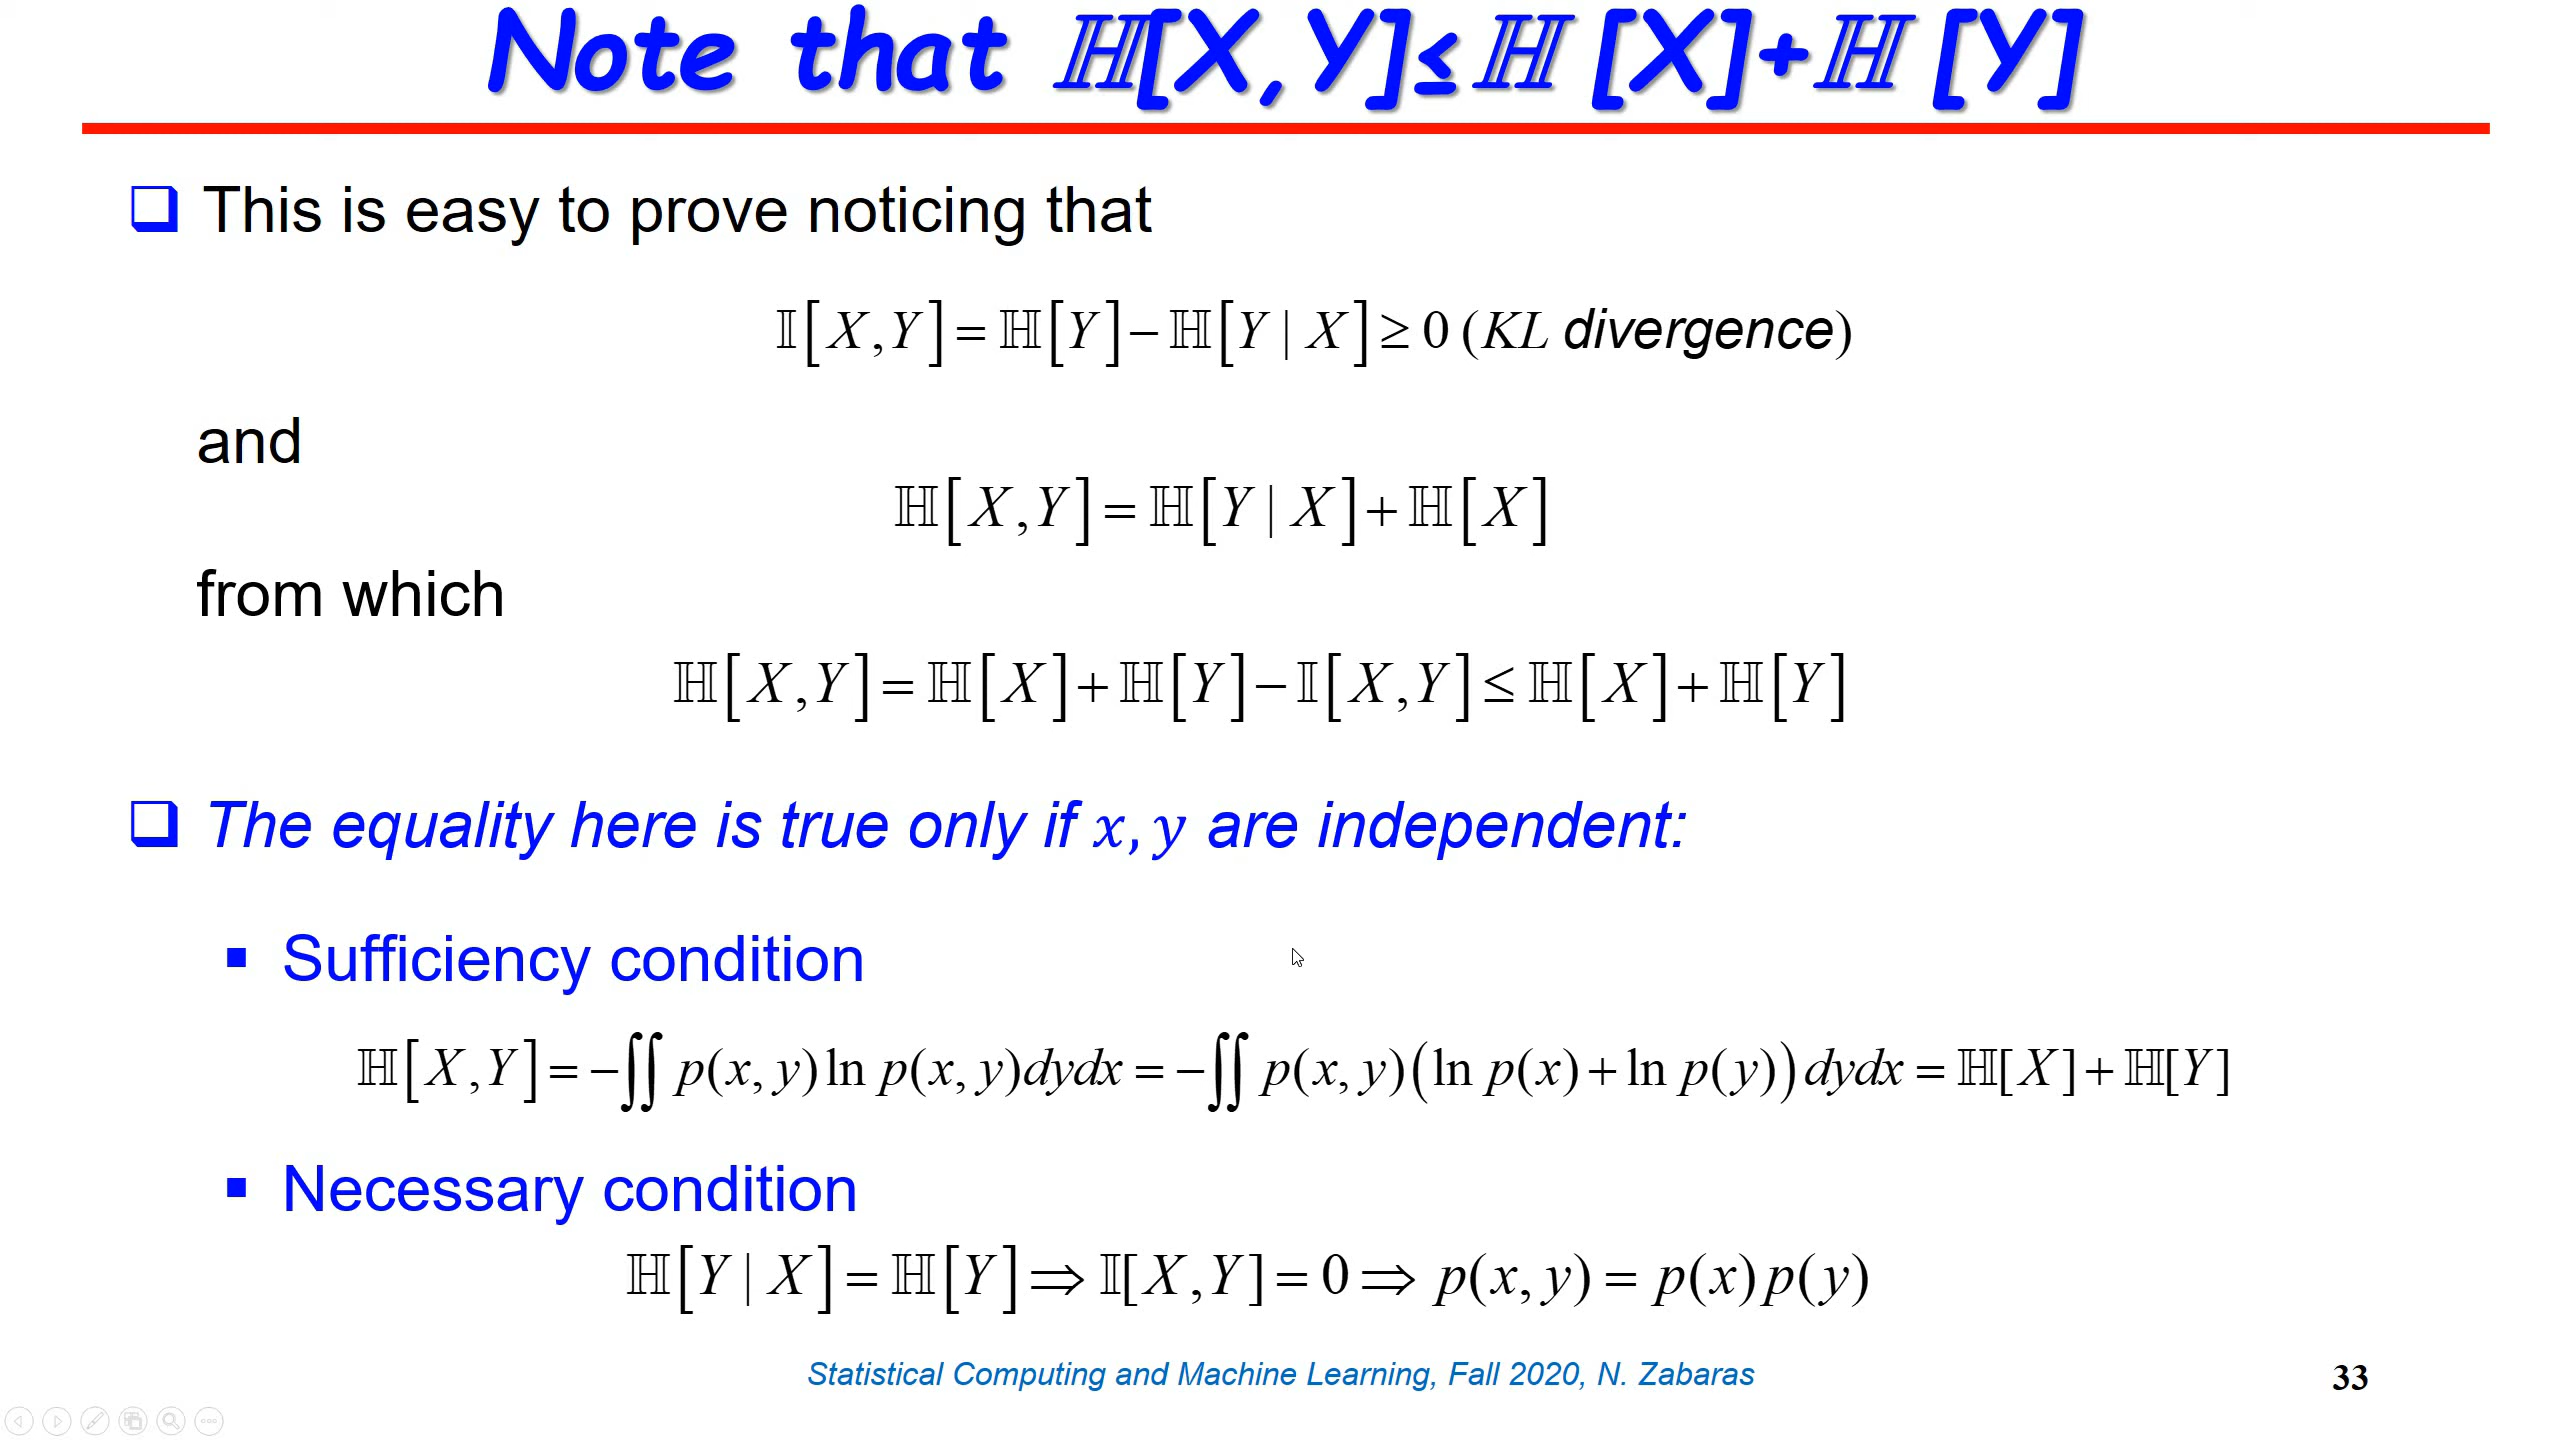 Note that ℍ[X,Y]≤ℍ [X]+ℍ [Y]
❑ This is easy to prove noticing that
𝕀[X,Y]=ℍ[Y]−ℍ[Y | X]≥0 (KL divergence)
and
ℍ[X,Y]=ℍ[Y | X]+ℍ[X]
from which
ℍ[X,Y]=ℍ[X]+ℍ[Y]−𝕀[X,Y]≤ℍ[X]+ℍ[Y]
❑ The equality here is true only if x, y are independent:
▪ Sufficiency condition
ℍ[X,Y]=−∬ p(x, y) ln p(x, y)dydx = −∬ p(x, y)(ln p(x)+ln p(y))dydx = ℍ[X]+ℍ[Y]
▪ Necessary condition
ℍ[Y | X]=ℍ[Y]⇒𝕀[X,Y]=0⇒ p(x, y) = p(x)p(y)
Statistical Computing and Machine Learning, Fall 2020, N. Zabaras
33